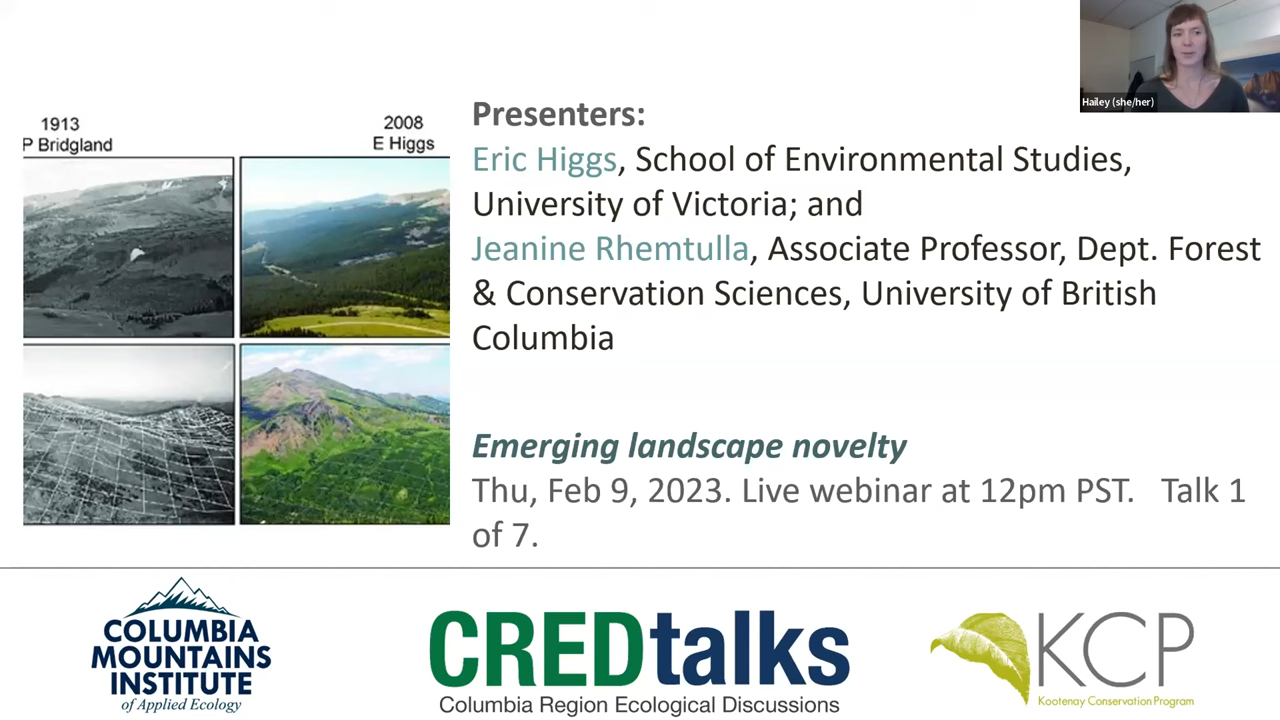 Hailey (she/her)
1913
P Bridgland
2008
E Higgs
Presenters:
Eric Higgs, School of Environmental Studies,
University of Victoria; and
Jeanine Rhemtulla, Associate Professor, Dept. Forest
& Conservation Sciences, University of British
Columbia
Emerging landscape novelty
Thu, Feb 9, 2023. Live webinar at 12pm PST. Talk 1
of 7.
COLUMBIA
MOUNTAINS
INSTITUTE
of Applied Ecology
CREDtalks
Columbia Region Ecological Discussions
KCP
Kootenay Conservation Program